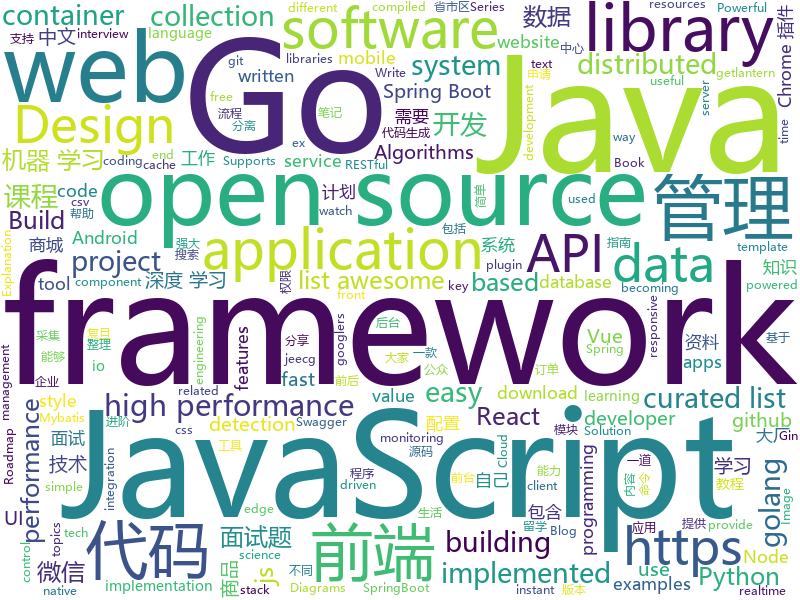 container collection software library
省市区 Series different compiled resources Powerful
支持 中文 interview language mobile website 数据 Chrome 插件
git written libraries text 中心 申请 getlantern
web Go system distributed Java
Design free Write Spring Boot useful
流程 笔记 需要 开发 server time
机器 学习 工作 分离 ex 代码生成 Algorithms development way
coding cache end Supports service RESTful Book
课程 code csv 帮助 计划 watch used 简单
open source 管理
Build 商城 Android 强大 搜索 application API 系统 包括 指南 template
Explanation project plugin data 知识
tool component 深度 学习 权限 list awesome key based database becoming powered
framework
采集 复日 整理 engineering features front 分享 googlers 后台 Vue Spring 资料 基于 responsive
management 能够 io jeecg 大家 一款 apps
企业 related 前后 公众 订单
Roadmap style Mybatis high performance fast value easy download learning curated list
JavaScript
performance 面试 进阶 css detection 工具 Swagger 配置 React developer github
技术 integration monitoring 源码 模块 Solution 一道 大厂 Gin
topics simple driven 程序 cloud 自己 能力 内容 命令 学习 教程
UI 代码 面试题 前台 client 包含 programming golang
control tech 微信 商品 js 前端 生活 edge building 留学 应用 提供 provide https Node
native implementation science 不同 implemented Blog use Python Image
stack Diagrams SpringBoot instant 版本 examples realtime